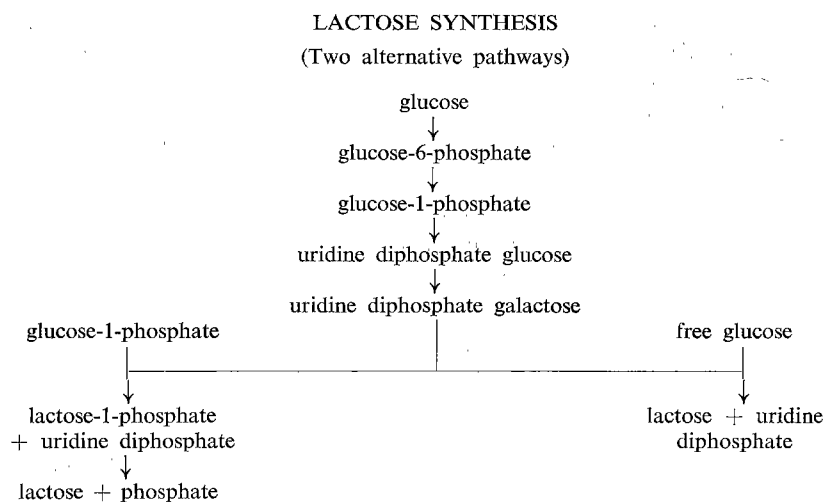 LACTOSE SYNTHESIS
(Two alternative pathways)
glucose
glucose-6-phosphate
glucose-1-phosphate
uridine diphosphate glucose
uridine diphosphate galactose
glucose-1-phosphate
free glucose
lactose-1-phosphate
+ uridine diphosphate
lactose + phosphate
lactose + uridine
diphosphate